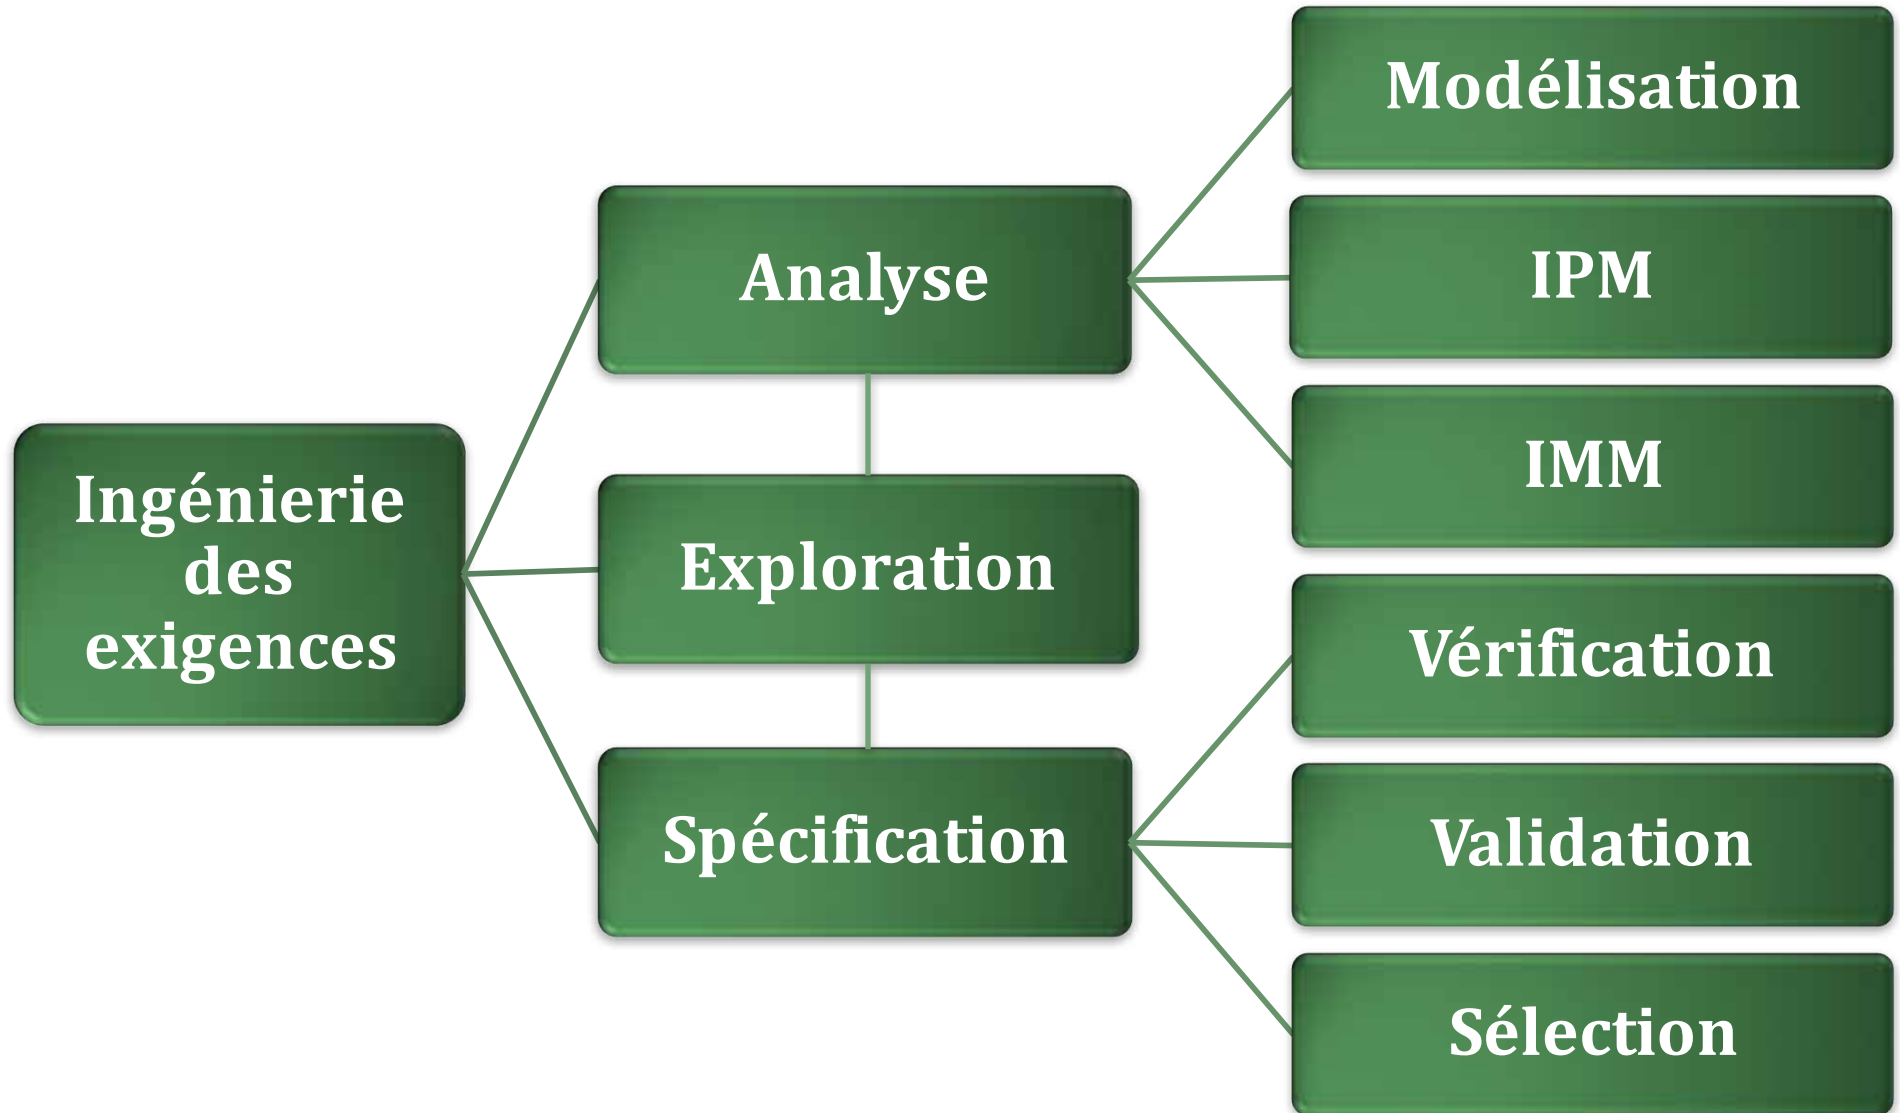 Ingénierie
des
exigences
Analyse
Exploration
Spécification
Modélisation
IPM
IMM
Vérification
Validation
Sélection